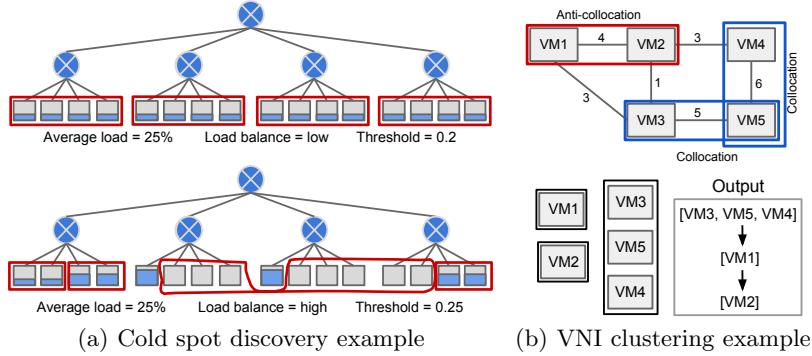 Average load = 25% Load balance = low Threshold = 0.2
Average load = 25% Load balance = high Threshold = 0.25
(a) Cold spot discovery example
Anti-collocation
VM1 4 VM2 3 VM4
3 1 6
Collocation
VM3 5 VM5
Collocation
VM1
VM2
VM3
VM5
VM4
Output
[VM3, VM5, VM4]
[VM1]
[VM2]
(b) VNI clustering example